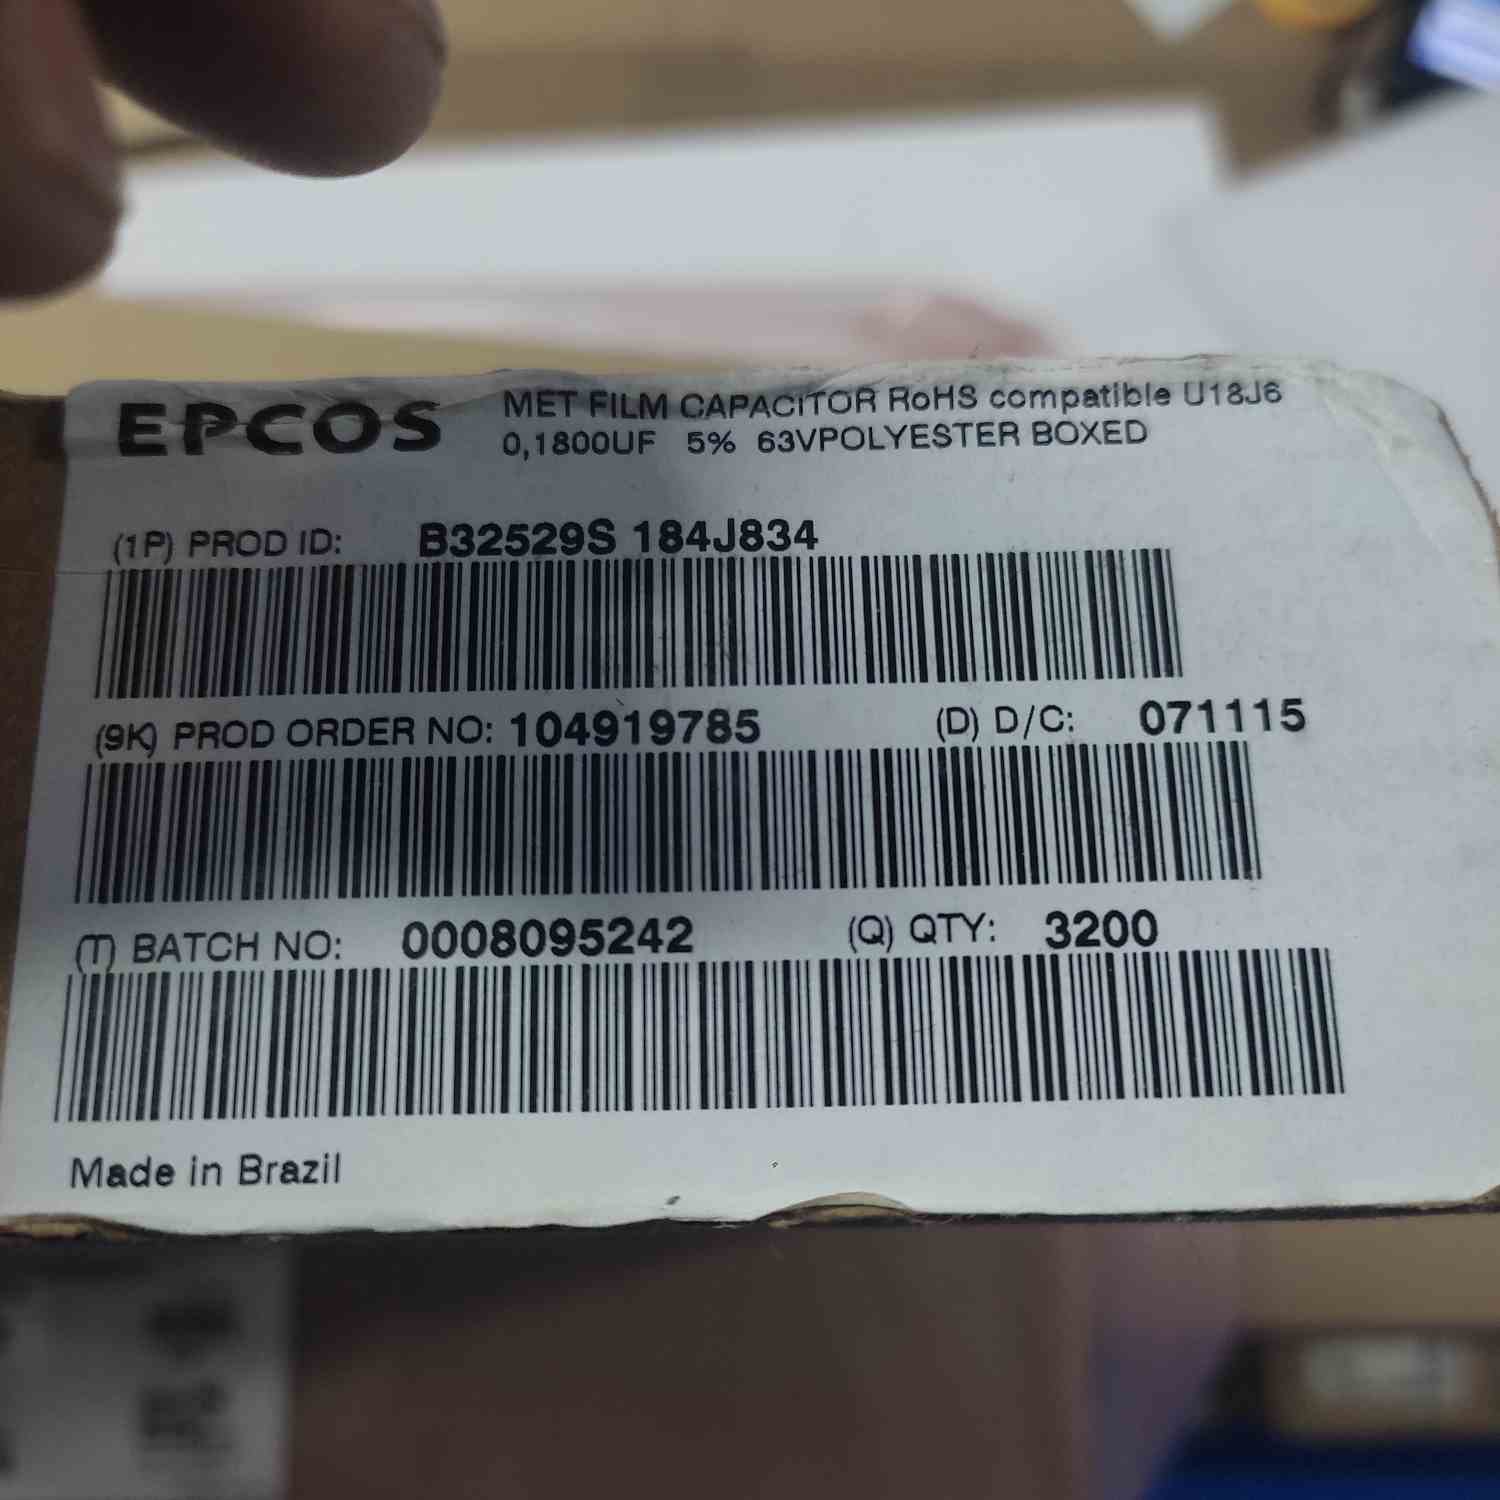 EPCOS
MET FILM CAPACITOR RoHS compatible U18J6
0,1800UF 5% 63VPOLYESTER BOXED
(1P) PROD ID: B32529S 184J834
(9K) PROD ORDER NO: 104919785 (D) D/C: 071115
(T) BATCH NO: 0008095242 (Q) QTY: 3200
Made in Brazil